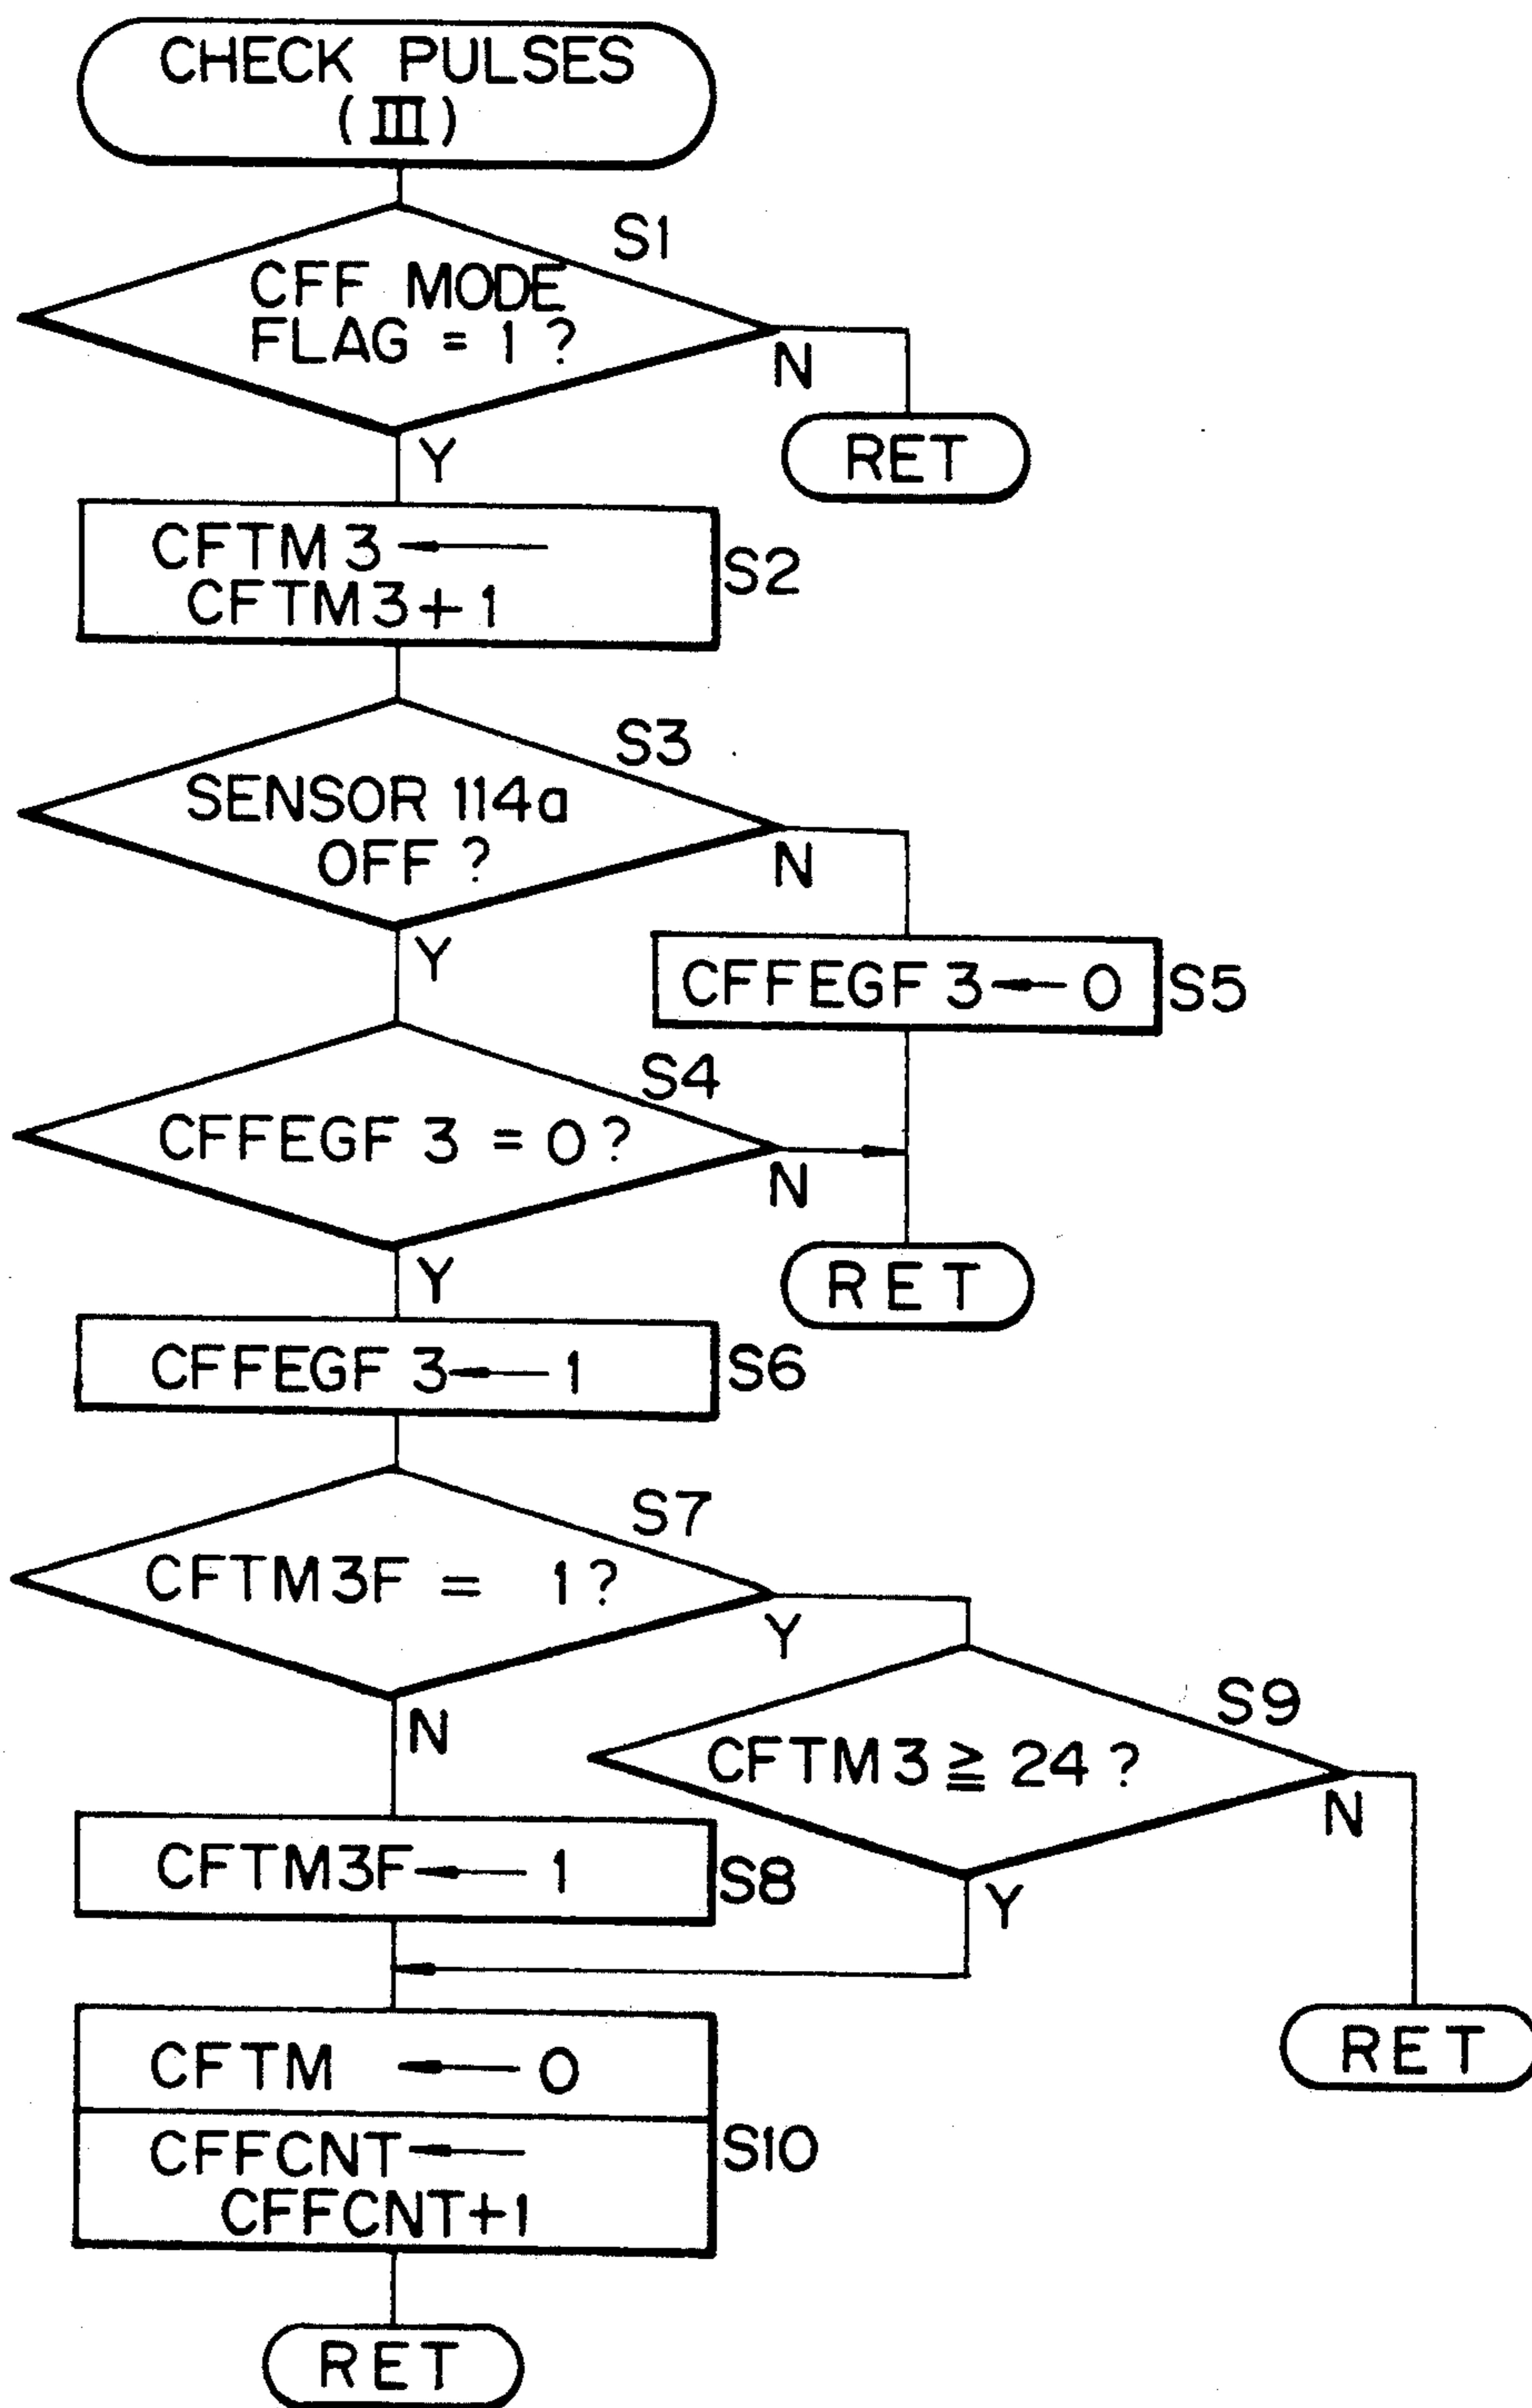 CHECK PULSES
(III)
S1
CFF MODE
FLAG = 1 ?
N
RET
Y
CFTM 3 ←
CFTM3+1
S2
S3
SENSOR 114a
OFF ?
N
Y
CFFEGF 3 ← 0
S5
S4
CFFEGF 3 = 0 ?
N
Y
RET
CFFEGF 3 ← 1
S6
S7
CFTM3F = 1 ?
Y
N
S9
CFTM3 ≧ 24 ?
N
Y
CFTM3F ← 1
S8
CFTM ← 0
CFFCNT ←
CFFCNT+1
S10
RET
RET